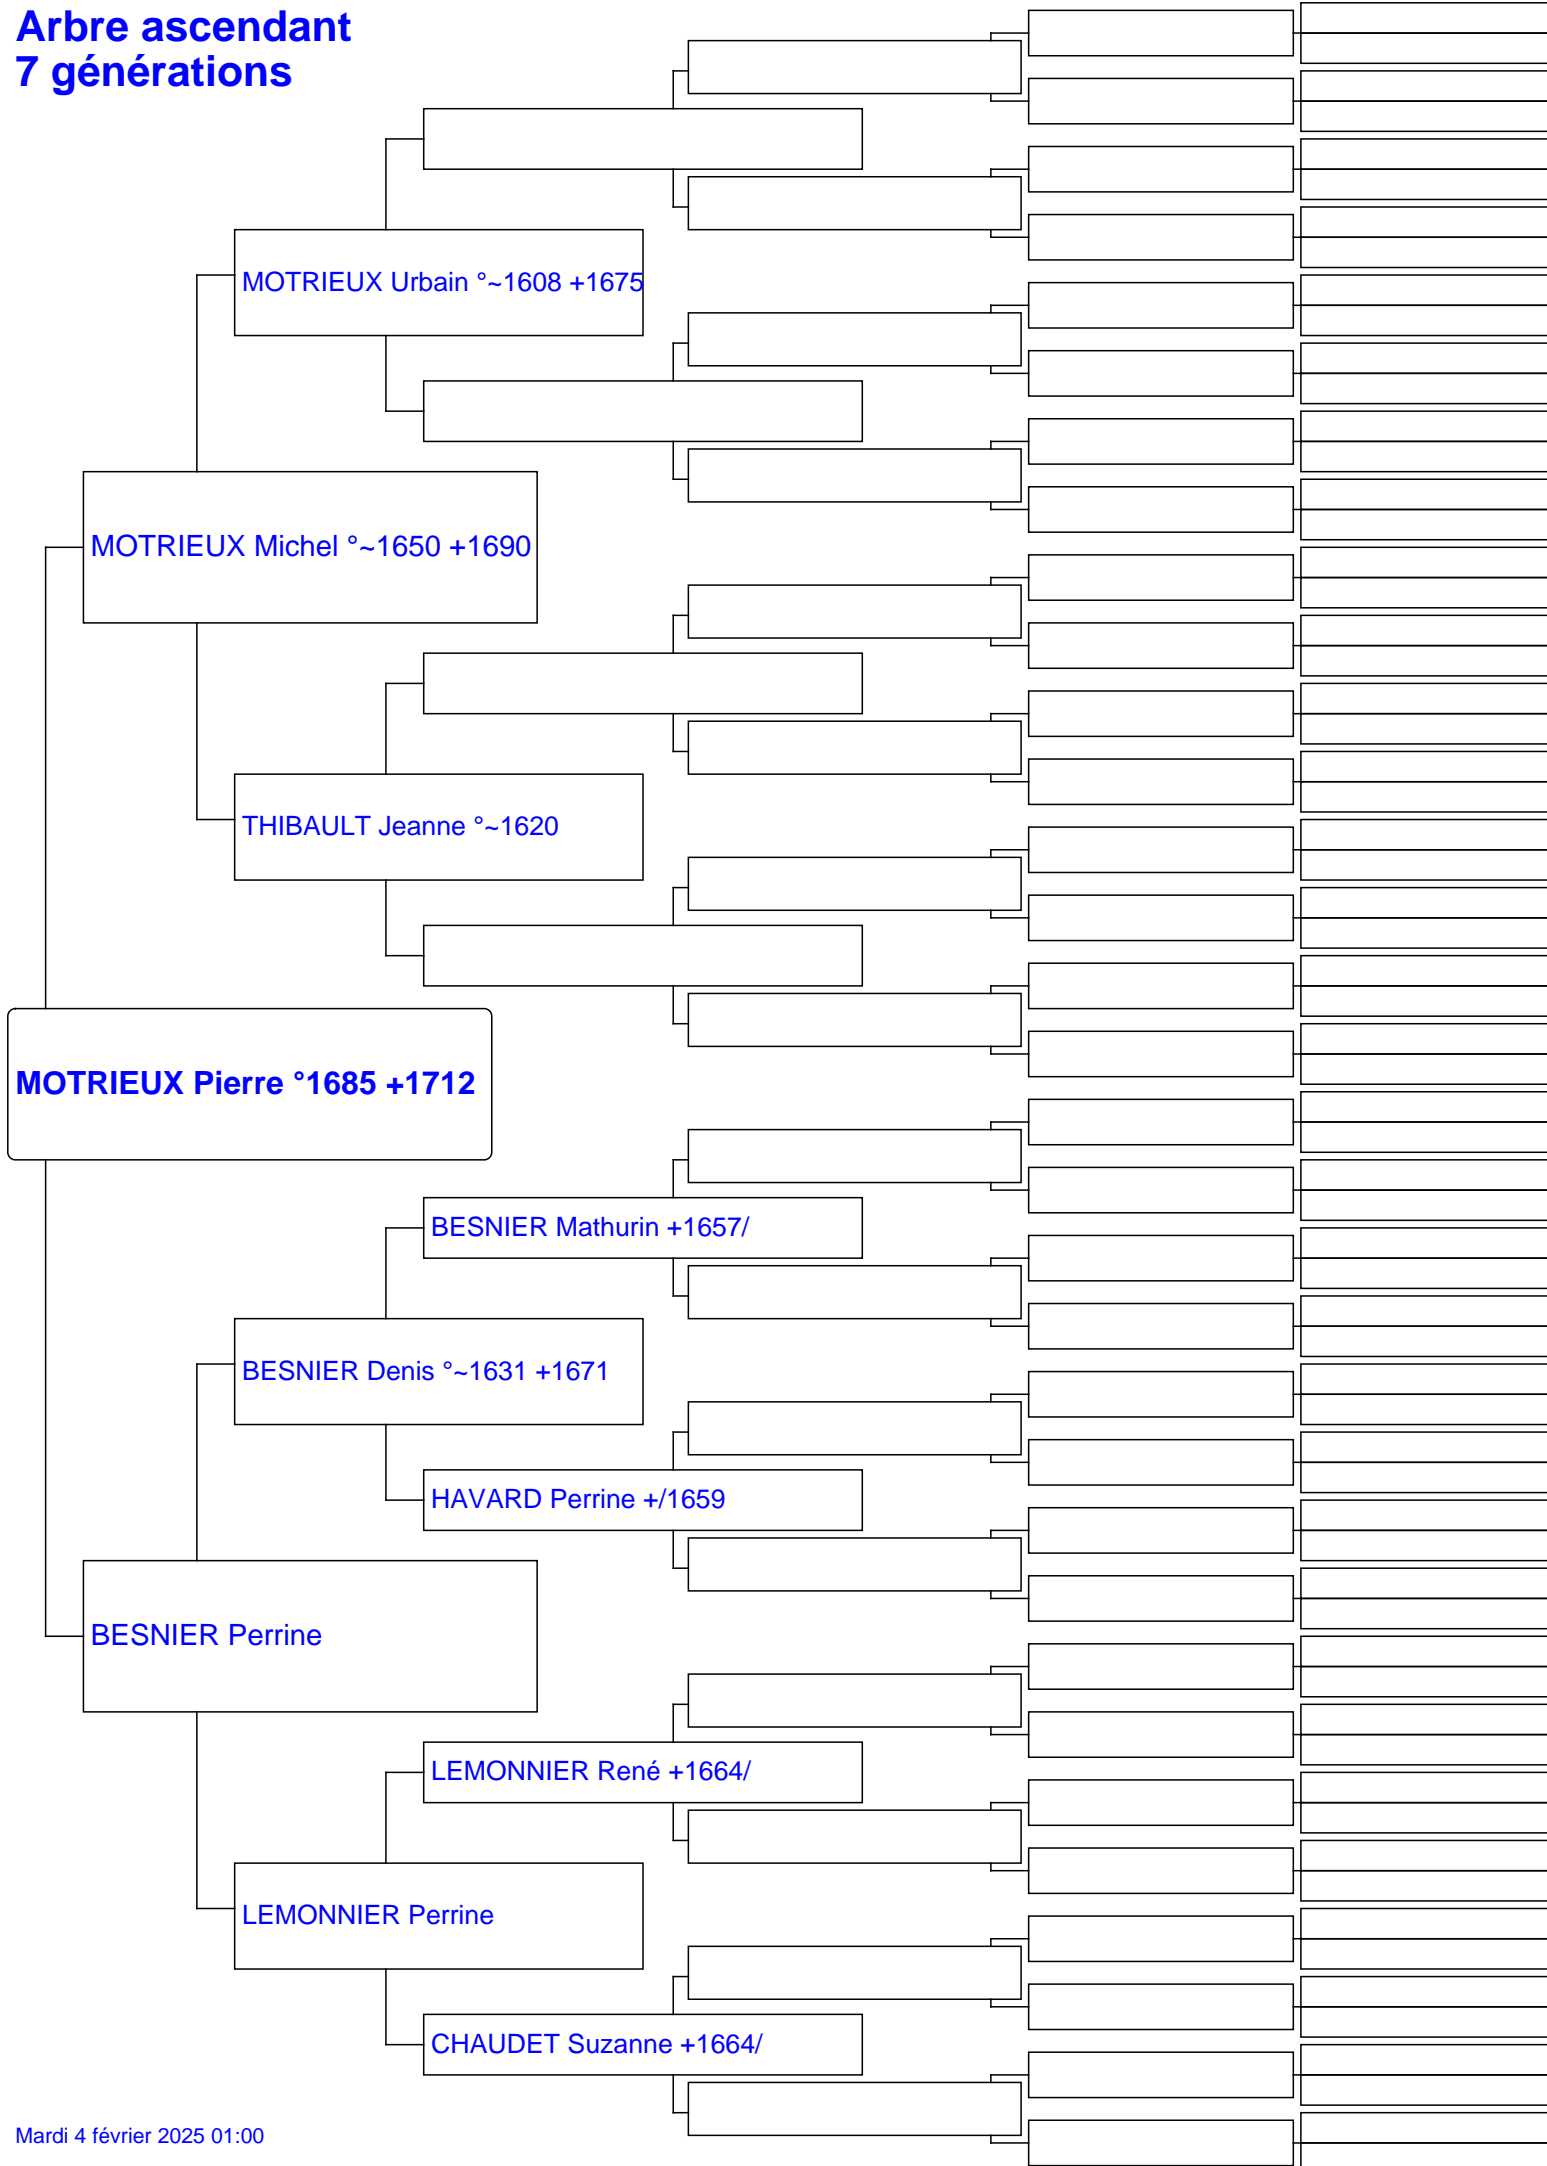 Arbre ascendant
7 générations
MOTRIEUX Urbain °~1608 +1675
MOTRIEUX Michel °~1650 +1690
THIBAULT Jeanne °~1620
MOTRIEUX Pierre °1685 +1712
BESNIER Mathurin +1657/
BESNIER Denis °~1631 +1671
HAVARD Perrine +/1659
BESNIER Perrine
LEMONNIER René +1664/
LEMONNIER Perrine
CHAUDET Suzanne +1664/
Mardi 4 février 2025 01:00